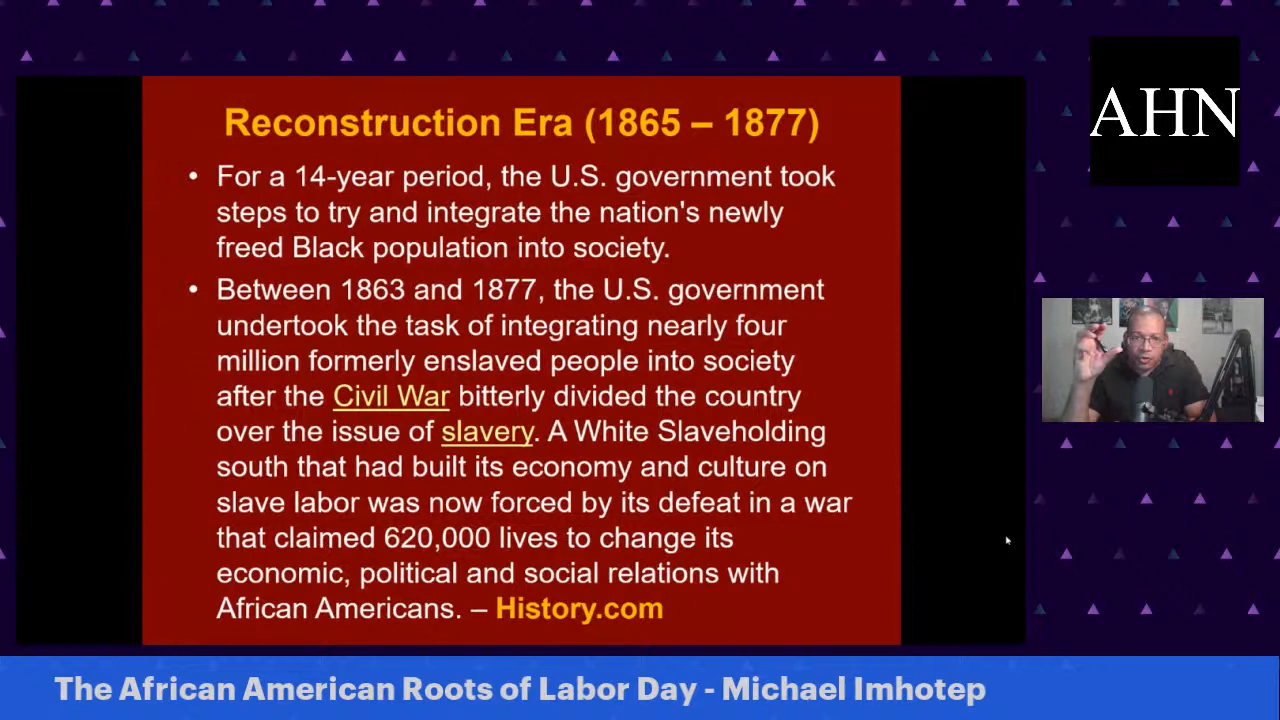 Reconstruction Era (1865 – 1877)
• For a 14-year period, the U.S. government took
steps to try and integrate the nation's newly
freed Black population into society.
• Between 1863 and 1877, the U.S. government
undertook the task of integrating nearly four
million formerly enslaved people into society
after the Civil War bitterly divided the country
over the issue of slavery. A White Slaveholding
south that had built its economy and culture on
slave labor was now forced by its defeat in a war
that claimed 620,000 lives to change its
economic, political and social relations with
African Americans. – History.com
AHN
The African American Roots of Labor Day - Michael Imhotep